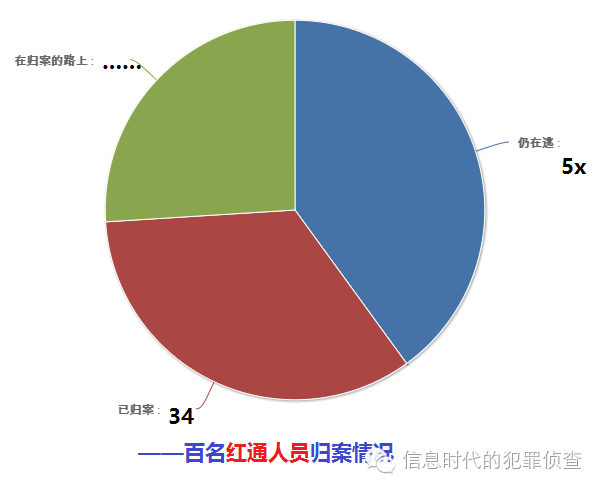 在归案的路上： ……
仍在逃：
5x
已归案： 34
——百名红通人员归案情况
信息时代的犯罪侦查